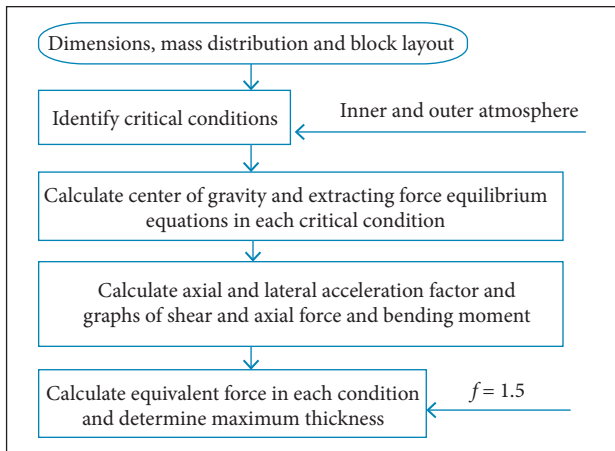 Dimensions, mass distribution and block layout
Identify critical conditions
Inner and outer atmosphere
Calculate center of gravity and extracting force equilibrium
equations in each critical condition
Calculate axial and lateral acceleration factor and
graphs of shear and axial force and bending moment
Calculate equivalent force in each condition
and determine maximum thickness
f = 1.5